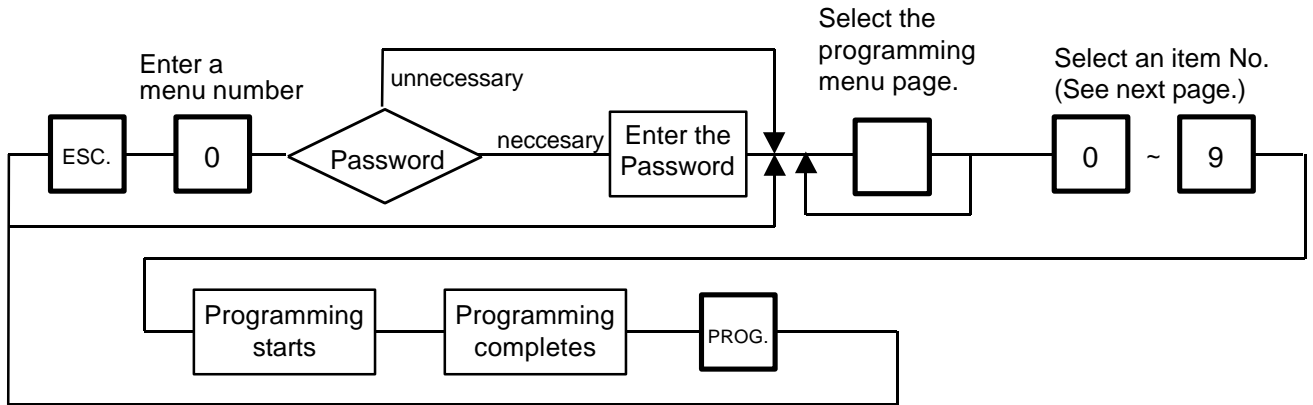 Enter a
menu number
ESC.
0
Password
unnecessary
neccesary
Enter the
Password
Select the
programming
menu page.
Select an item No.
(See next page.)
0 ~ 9
Programming
starts
Programming
completes
PROG.